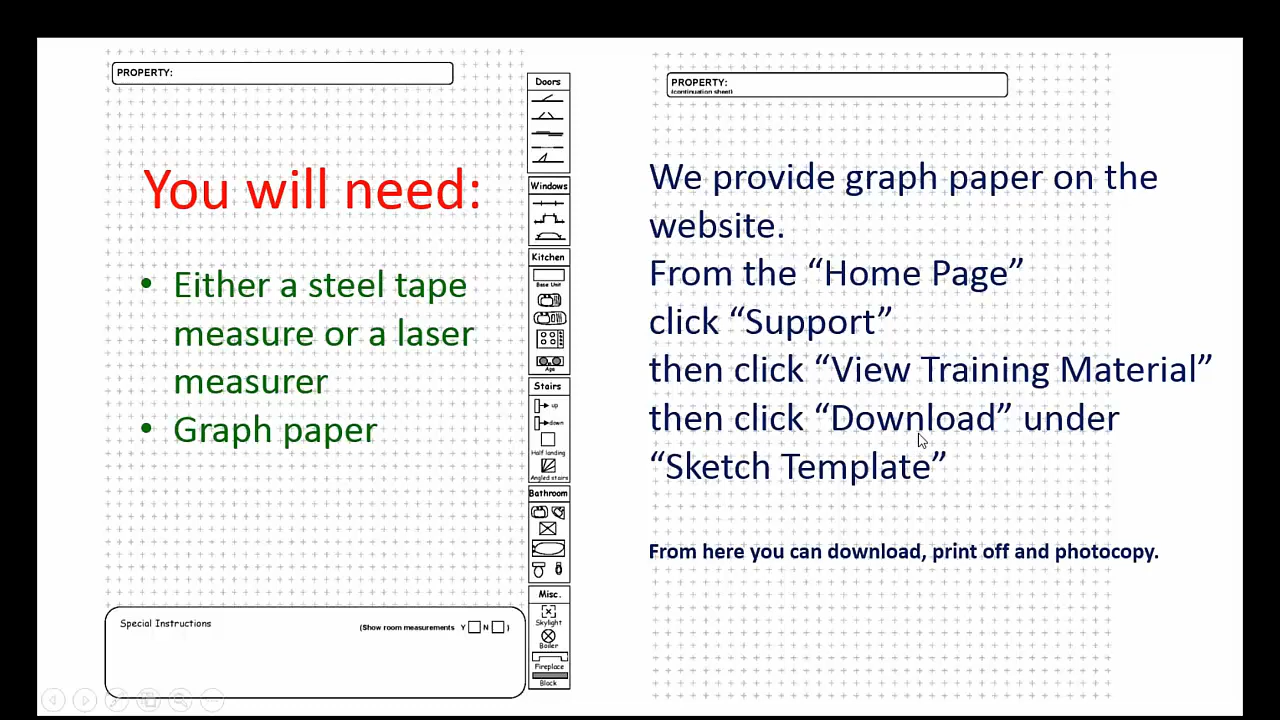 PROPERTY:
You will need:
• Either a steel tape
measure or a laser
measurer
• Graph paper
Special Instructions
(Show room measurements Y N )
Doors
Windows
Kitchen
Base Unit
Aga
Stairs
up
down
Half landing
Angled stairs
Bathroom
Misc.
Skylight
Boiler
Fireplace
Block
PROPERTY:
(continuation sheet)
We provide graph paper on the
website.
From the “Home Page”
click “Support”
then click “View Training Material”
then click “Download” under
“Sketch Template”
From here you can download, print off and photocopy.